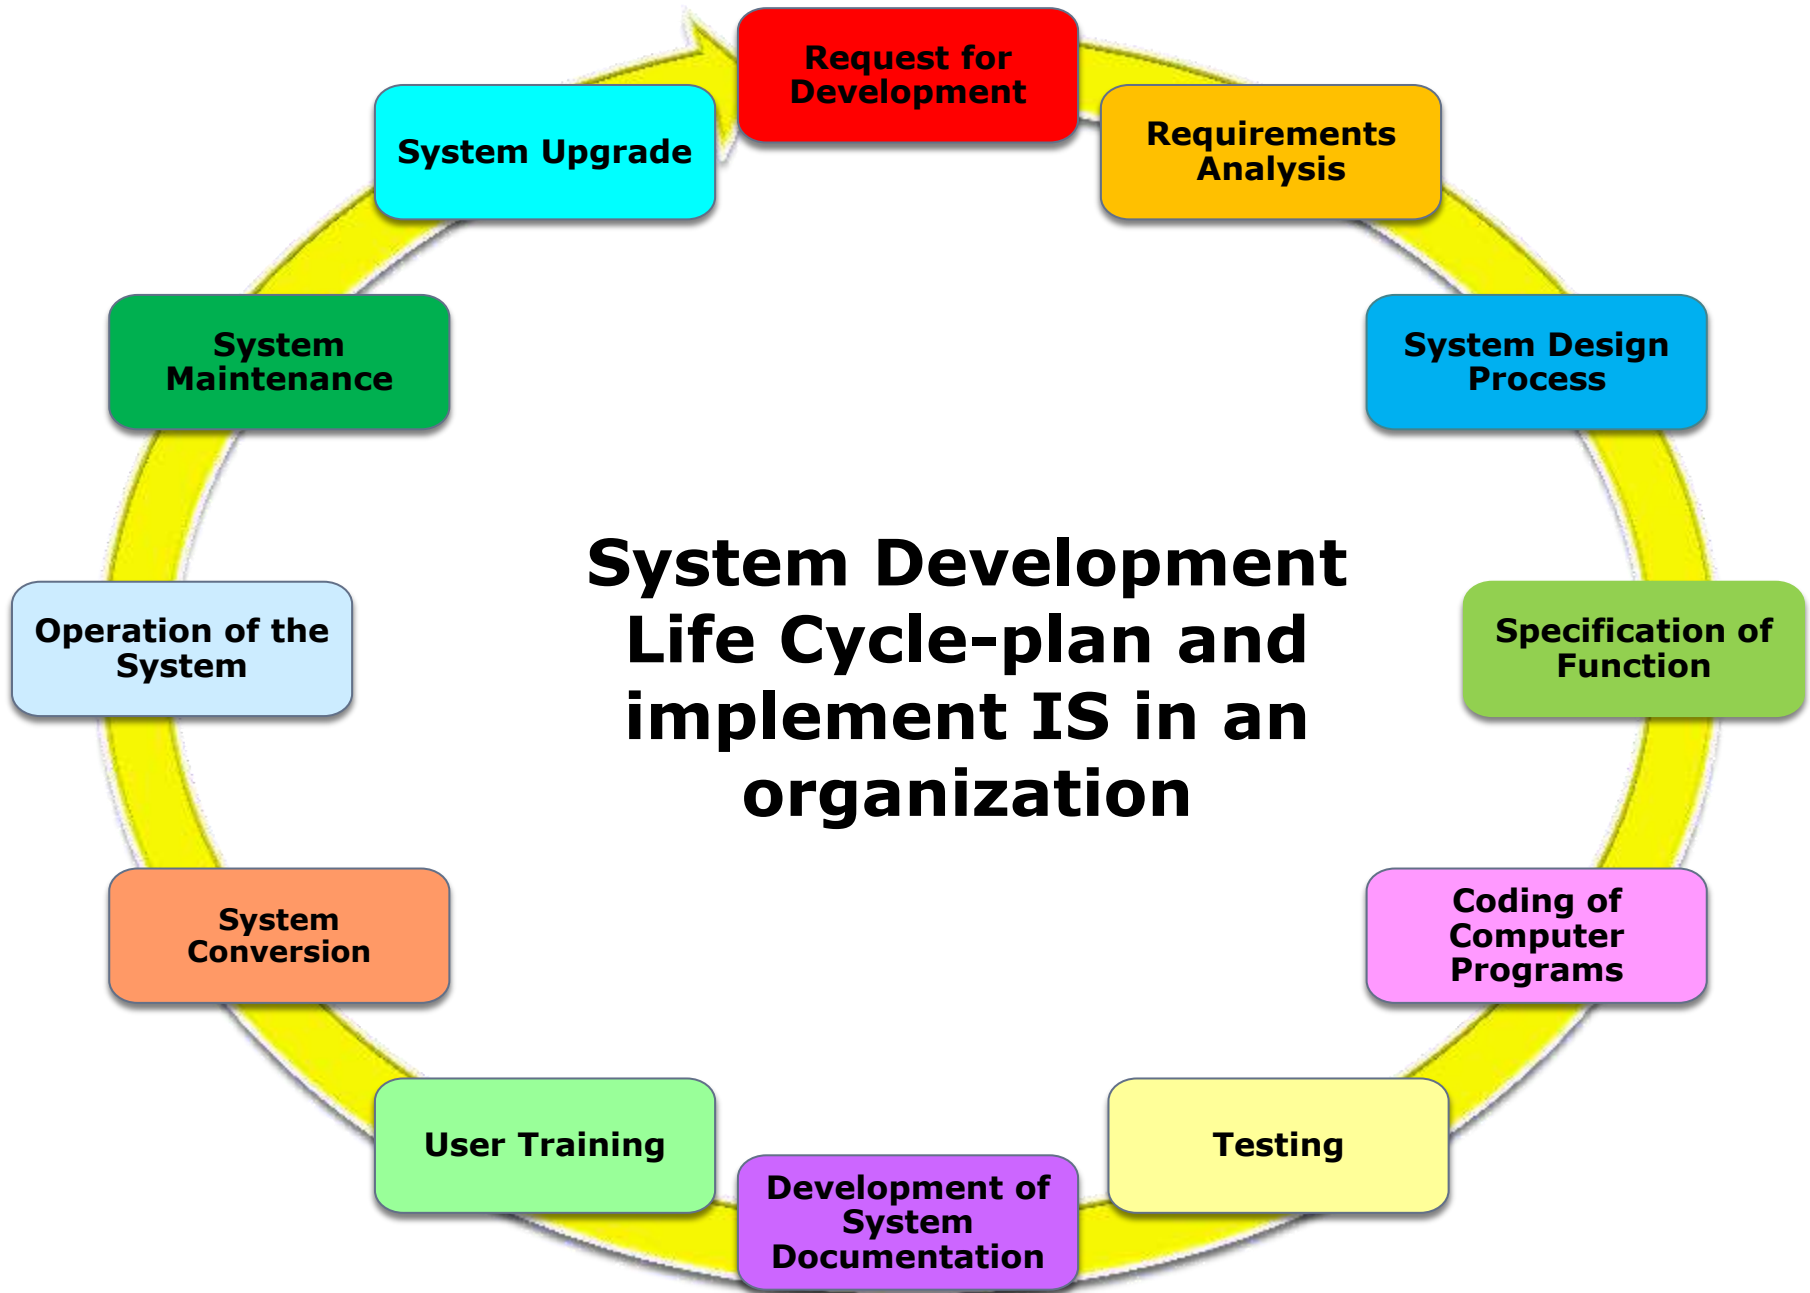 Request for
Development
Requirements
Analysis
System Design
Process
Specification of
Function
Coding of
Computer
Programs
Testing
Development of
System
Documentation
User Training
System
Conversion
Operation of the
System
System
Maintenance
System Upgrade
System Development
Life Cycle-plan and
implement IS in an
organization